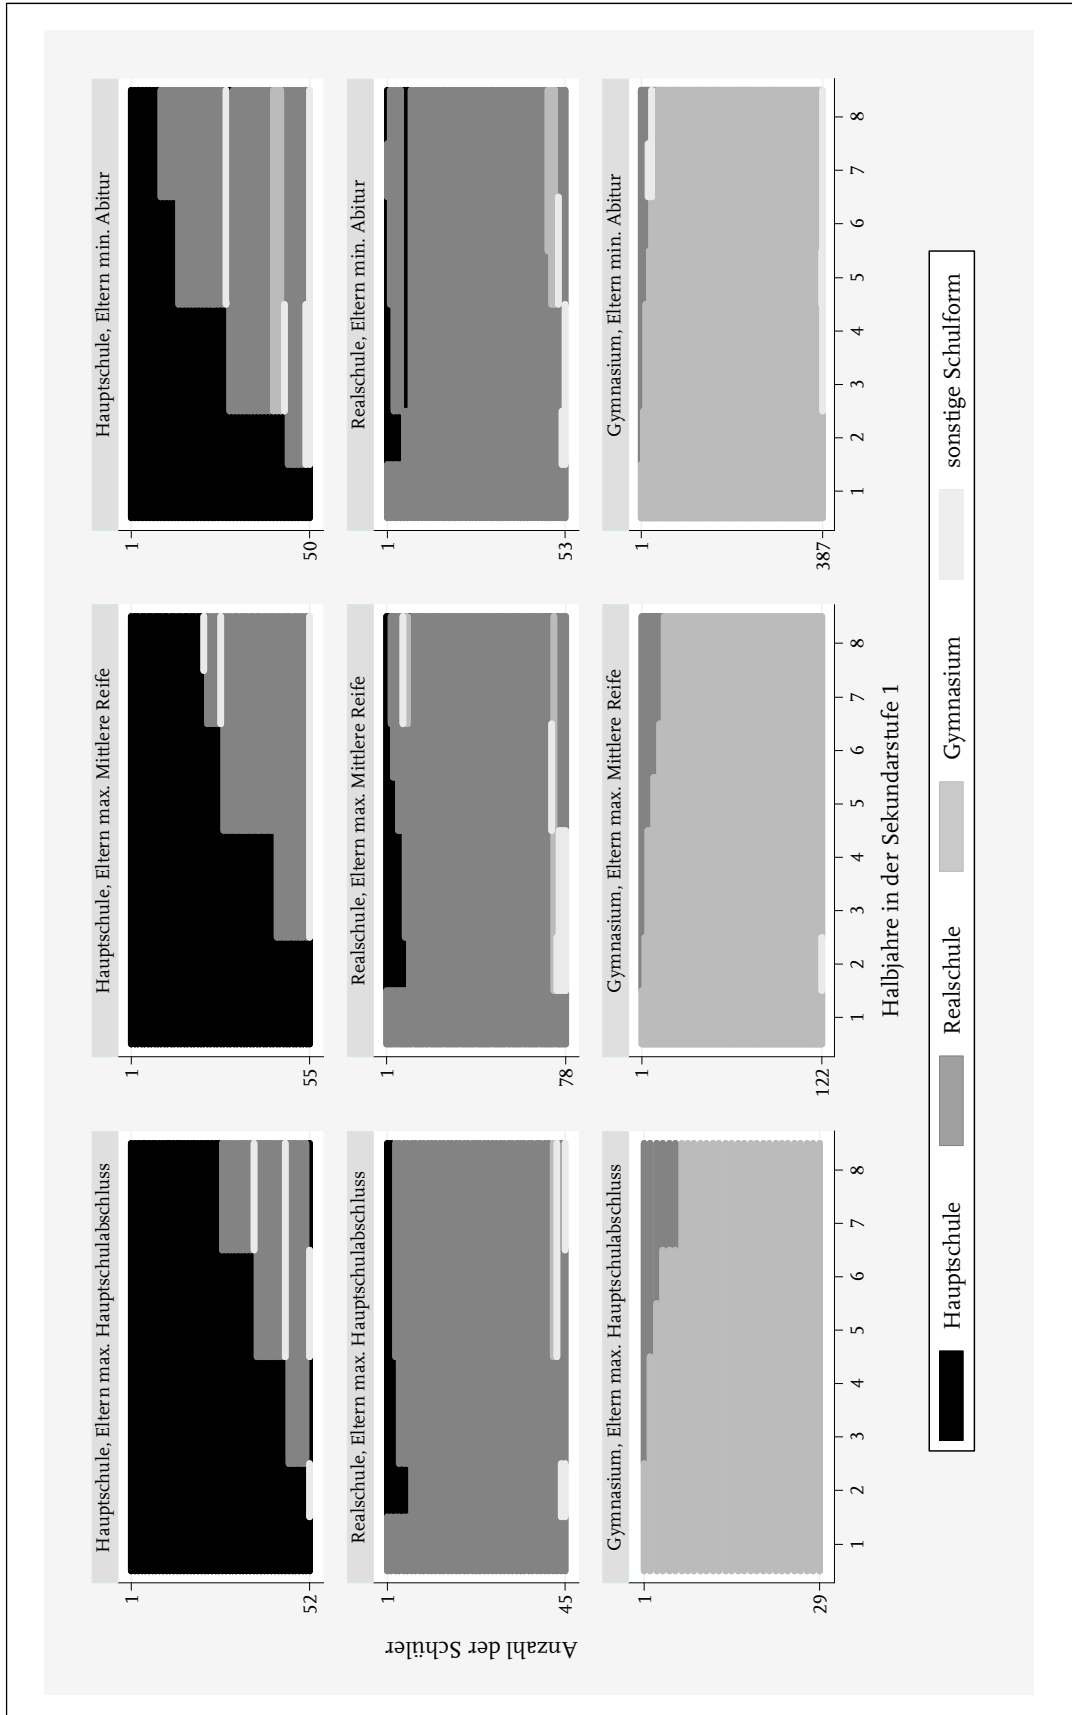 Hauptschule, Eltern max. Hauptschulabschluss
Hauptschule, Eltern max. Mittlere Reife
Hauptschule, Eltern min. Abitur
1
52
1
55
1
50
Realschule, Eltern max. Hauptschulabschluss
Realschule, Eltern max. Mittlere Reife
Realschule, Eltern min. Abitur
1
45
1
78
1
53
Gymnasium, Eltern max. Hauptschulabschluss
Gymnasium, Eltern max. Mittlere Reife
Gymnasium, Eltern min. Abitur
1
29
1
122
1
387
Anzahl der Schüler
1 2 3 4 5 6 7 8
1 2 3 4 5 6 7 8
1 2 3 4 5 6 7 8
Halbjahre in der Sekundarstufe 1
Hauptschule Realschule Gymnasium sonstige Schulform